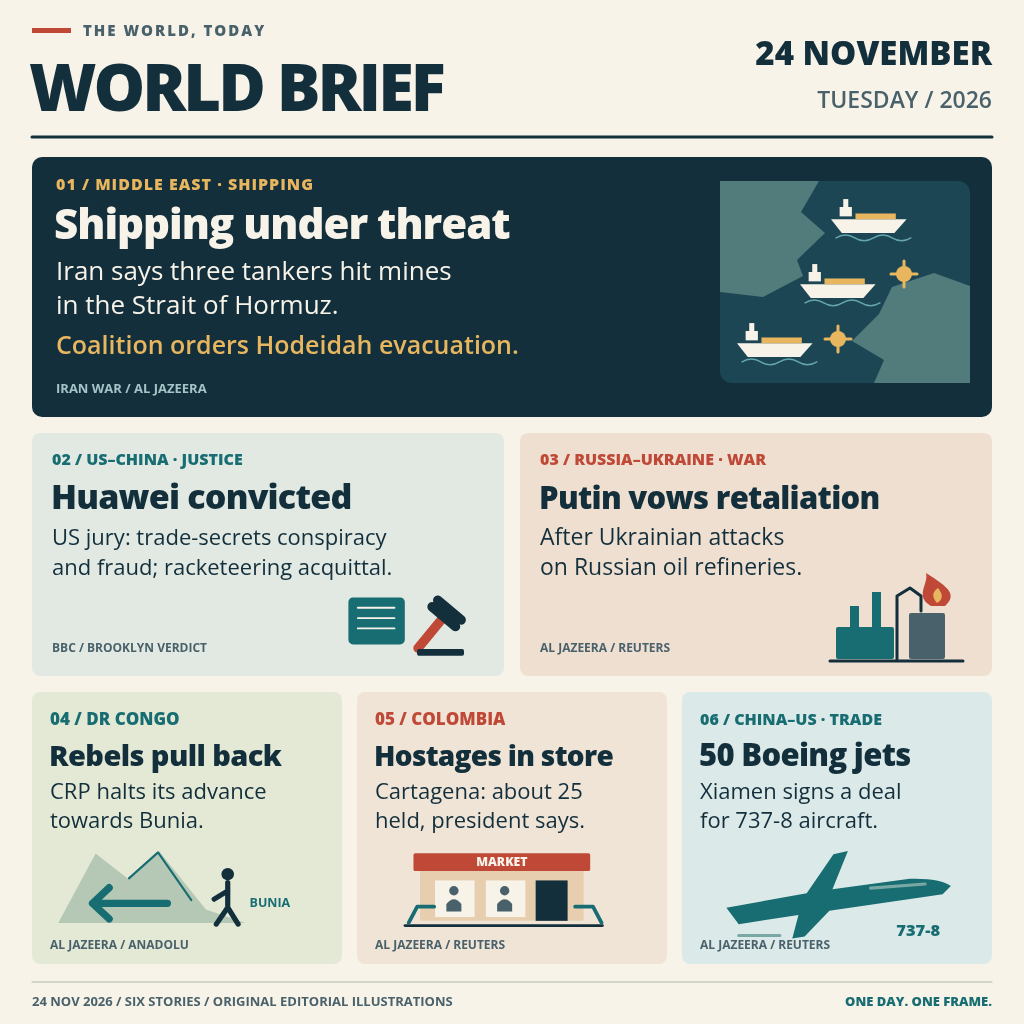 THE WORLD, TODAY
WORLD BRIEF
24 NOVEMBER
TUESDAY / 2026
01 / MIDDLE EAST · SHIPPING
Shipping under threat
Iran says three tankers hit mines
in the Strait of Hormuz.
Coalition orders Hodeidah evacuation.
IRAN WAR / AL JAZEERA
02 / US–CHINA · JUSTICE
Huawei convicted
US jury: trade-secrets conspiracy
and fraud; racketeering acquittal.
BBC / BROOKLYN VERDICT
03 / RUSSIA–UKRAINE · WAR
Putin vows retaliation
After Ukrainian attacks
on Russian oil refineries.
AL JAZEERA / REUTERS
04 / DR CONGO
Rebels pull back
CRP halts its advance
towards Bunia.
BUNIA
AL JAZEERA / ANADOLU
05 / COLOMBIA
Hostages in store
Cartagena: about 25
held, president says.
MARKET
AL JAZEERA / REUTERS
06 / CHINA–US · TRADE
50 Boeing jets
Xiamen signs a deal
for 737-8 aircraft.
737-8
AL JAZEERA / REUTERS
24 NOV 2026 / SIX STORIES / ORIGINAL EDITORIAL ILLUSTRATIONS
ONE DAY. ONE FRAME.